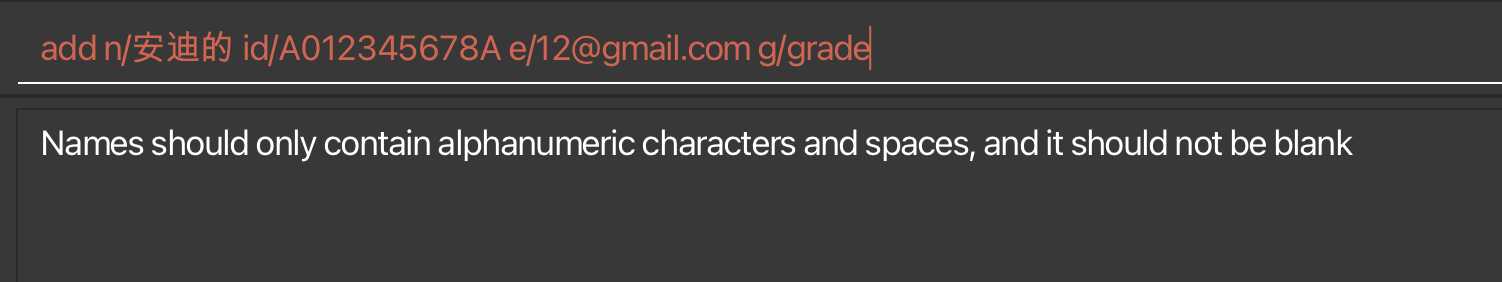 add n/安迪的 id/A012345678A e/12@gmail.com g/grade
Names should only contain alphanumeric characters and spaces, and it should not be blank